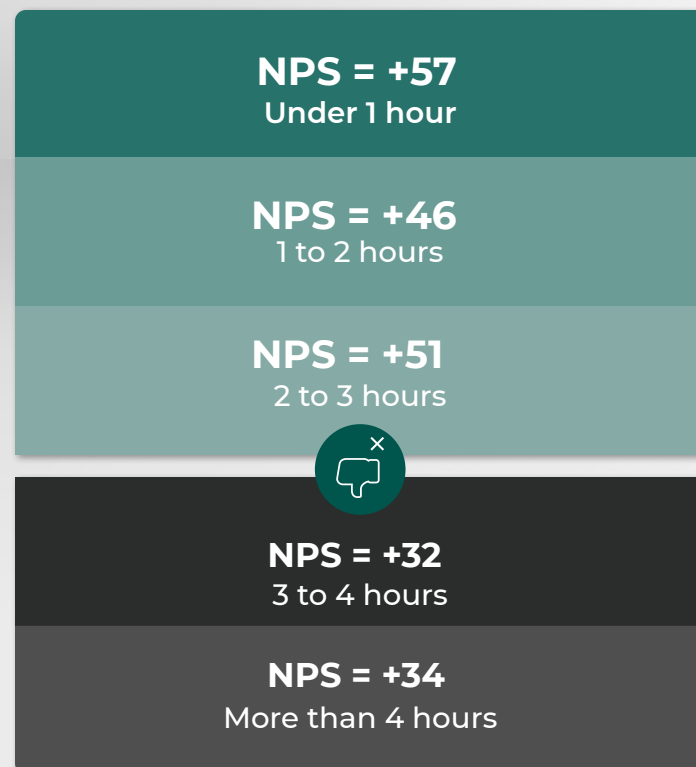 NPS = +57
Under 1 hour
NPS = +46
1 to 2 hours
NPS = +51
2 to 3 hours
NPS = +32
3 to 4 hours
NPS = +34
More than 4 hours